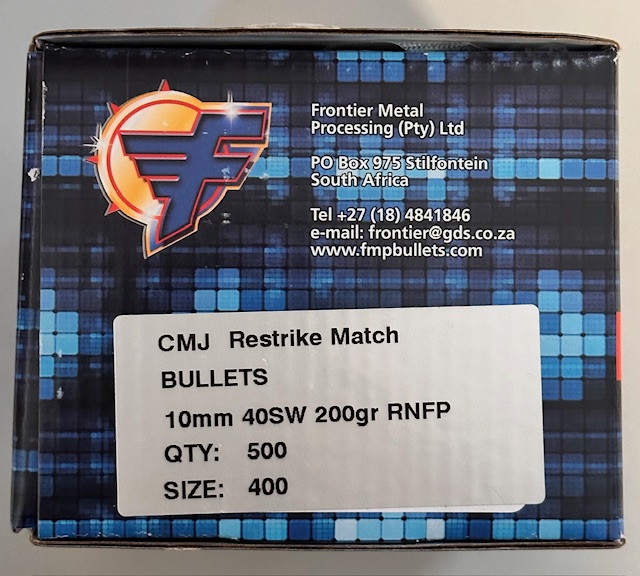 Frontier Metal
Processing (Pty) Ltd
PO Box 975 Stilfontein
South Africa
Tel +27 (18) 4841846
e-mail: frontier@gds.co.za
www.fmpbullets.com
CMJ Restrike Match
BULLETS
10mm 40SW 200gr RNFP
QTY: 500
SIZE: 400